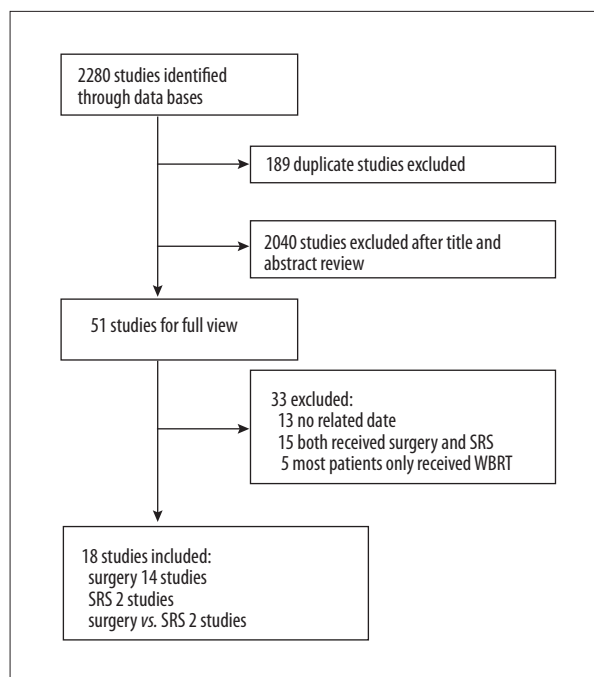 2280 studies identified
through data bases
189 duplicate studies excluded
2040 studies excluded after title and
abstract review
51 studies for full view
33 excluded:
13 no related date
15 both received surgery and SRS
5 most patients only received WBRT
18 studies included:
surgery 14 studies
SRS 2 studies
surgery vs. SRS 2 studies